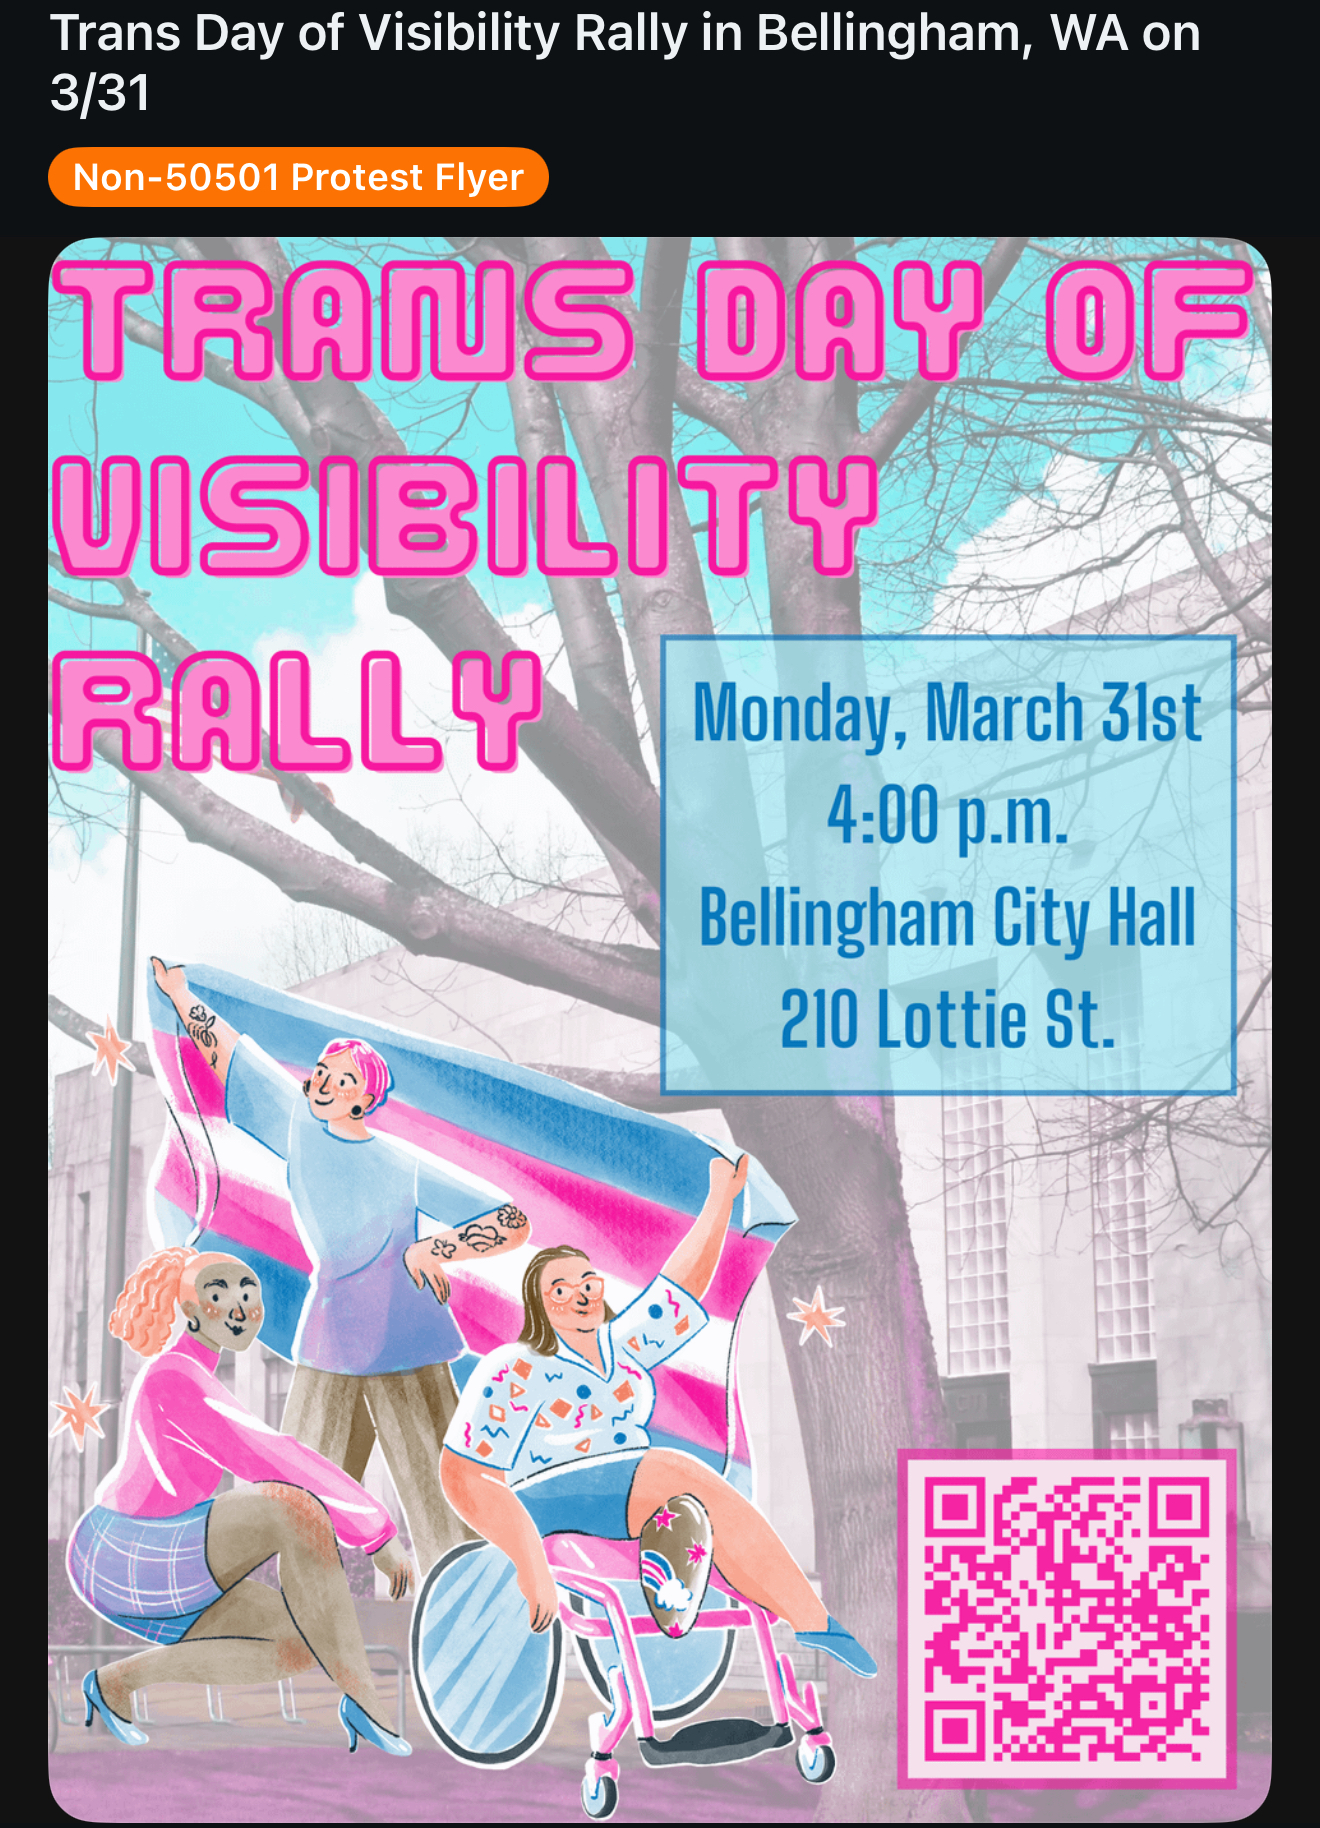 Trans Day of Visibility Rally in Bellingham, WA on
3/31
Non-50501 Protest Flyer
TRANS DAY OF
VISIBILITY
RALLY
Monday, March 31st
4:00 p.m.
Bellingham City Hall
210 Lottie St.